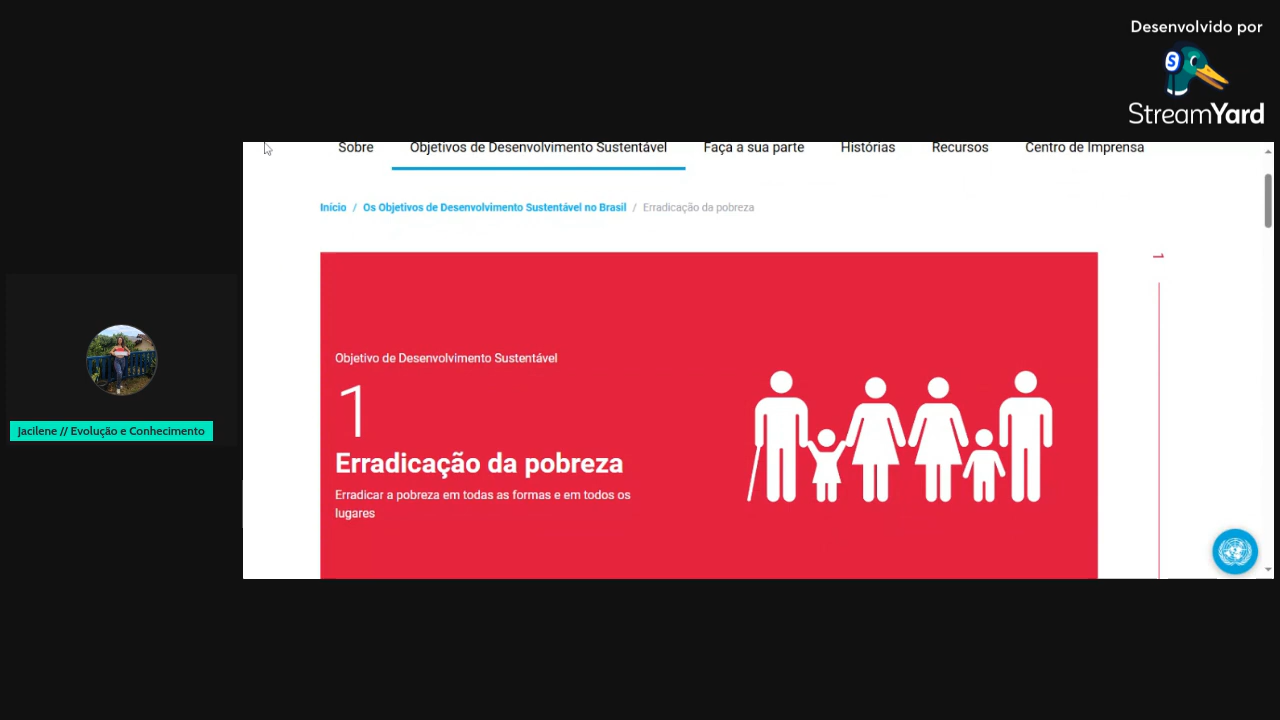 Desenvolvido por
S
StreamYard
Sobre Objetivos de Desenvolvimento Sustentável Faça a sua parte Histórias Recursos Centro de Imprensa
Início / Os Objetivos de Desenvolvimento Sustentável no Brasil / Erradicação da pobreza
1
Objetivo de Desenvolvimento Sustentável
1
Erradicação da pobreza
Erradicar a pobreza em todas as formas e em todos os
lugares
Jacilene // Evolução e Conhecimento